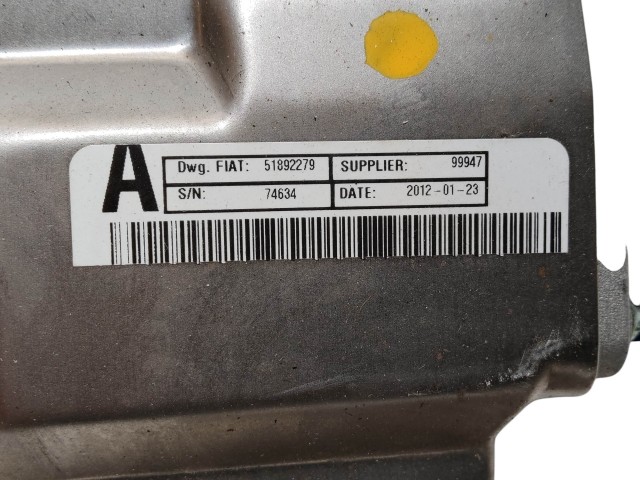 A
Dwg. FIAT: 51892279 SUPPLIER: 99947
S/N: 74634 DATE: 2012-01-23